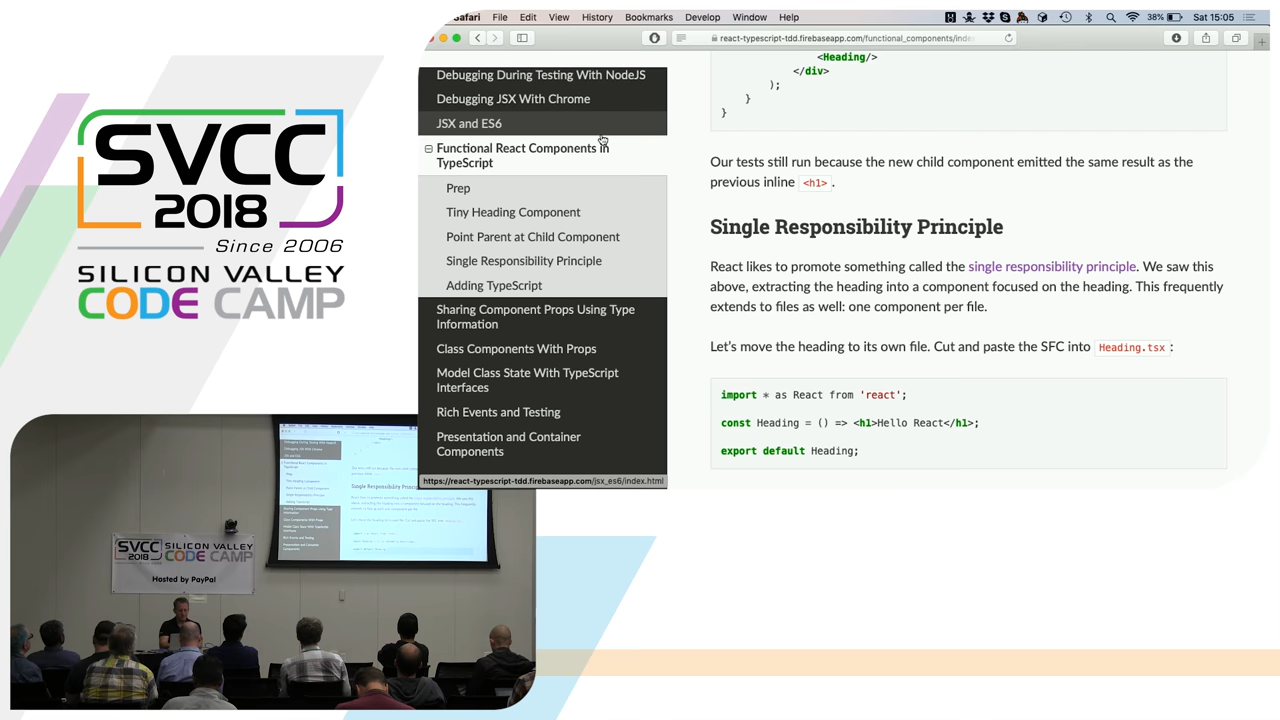 Safari File Edit View History Bookmarks Develop Window Help 38% Sat 15:05
react-typescript-tdd.firebaseapp.com/functional_components/inde
Debugging During Testing With NodeJS
Debugging JSX With Chrome
JSX and ES6
Functional React Components in
TypeScript
Prep
Tiny Heading Component
Point Parent at Child Component
Single Responsibility Principle
Adding TypeScript
Sharing Component Props Using Type
Information
Class Components With Props
Model Class State With TypeScript
Interfaces
Rich Events and Testing
Presentation and Container
Components
https://react-typescript-tdd.firebaseapp.com/jsx_es6/index.html
<Heading/>
</div>
);
}
}
Our tests still run because the new child component emitted the same result as the
previous inline <h1> .
Single Responsibility Principle
React likes to promote something called the single responsibility principle. We saw this
above, extracting the heading into a component focused on the heading. This frequently
extends to files as well: one component per file.
Let's move the heading to its own file. Cut and paste the SFC into Heading.tsx :
import * as React from 'react';
const Heading = () => <h1>Hello React</h1>;
export default Heading;
SVCC
2018
Since 2006
SILICON VALLEY
CODE CAMP
SVCC
2018
SILICON VALLEY
CODE CAMP
Hosted by PayPal